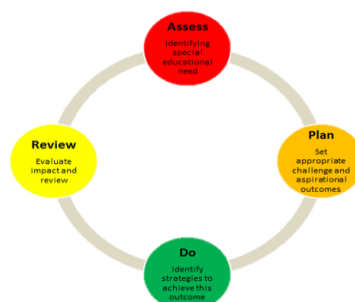 Assess
Identifying
special
educational
need
Plan
Set
appropriate
challenge and
aspirational
outcomes
Do
Identify
strategies to
achieve this
outcome
Review
Evaluate
impact and
review